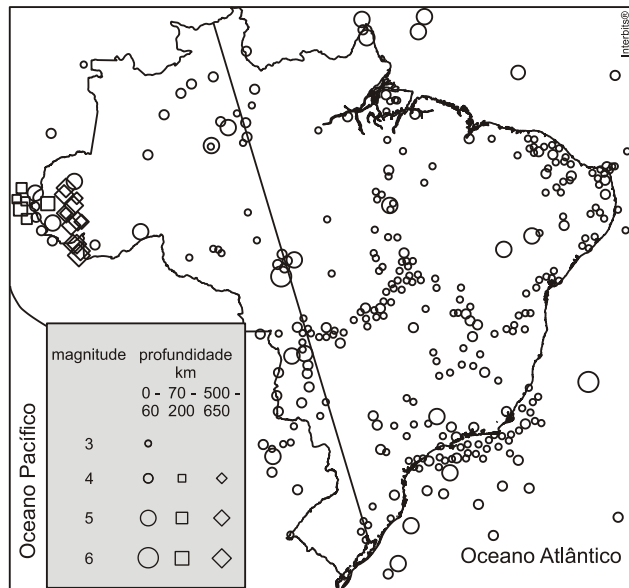 Interbits®
Oceano Pacífico
magnitude profundidade
km
0 - 70 - 500 -
60 200 650
3
4
5
6
Oceano Atlântico